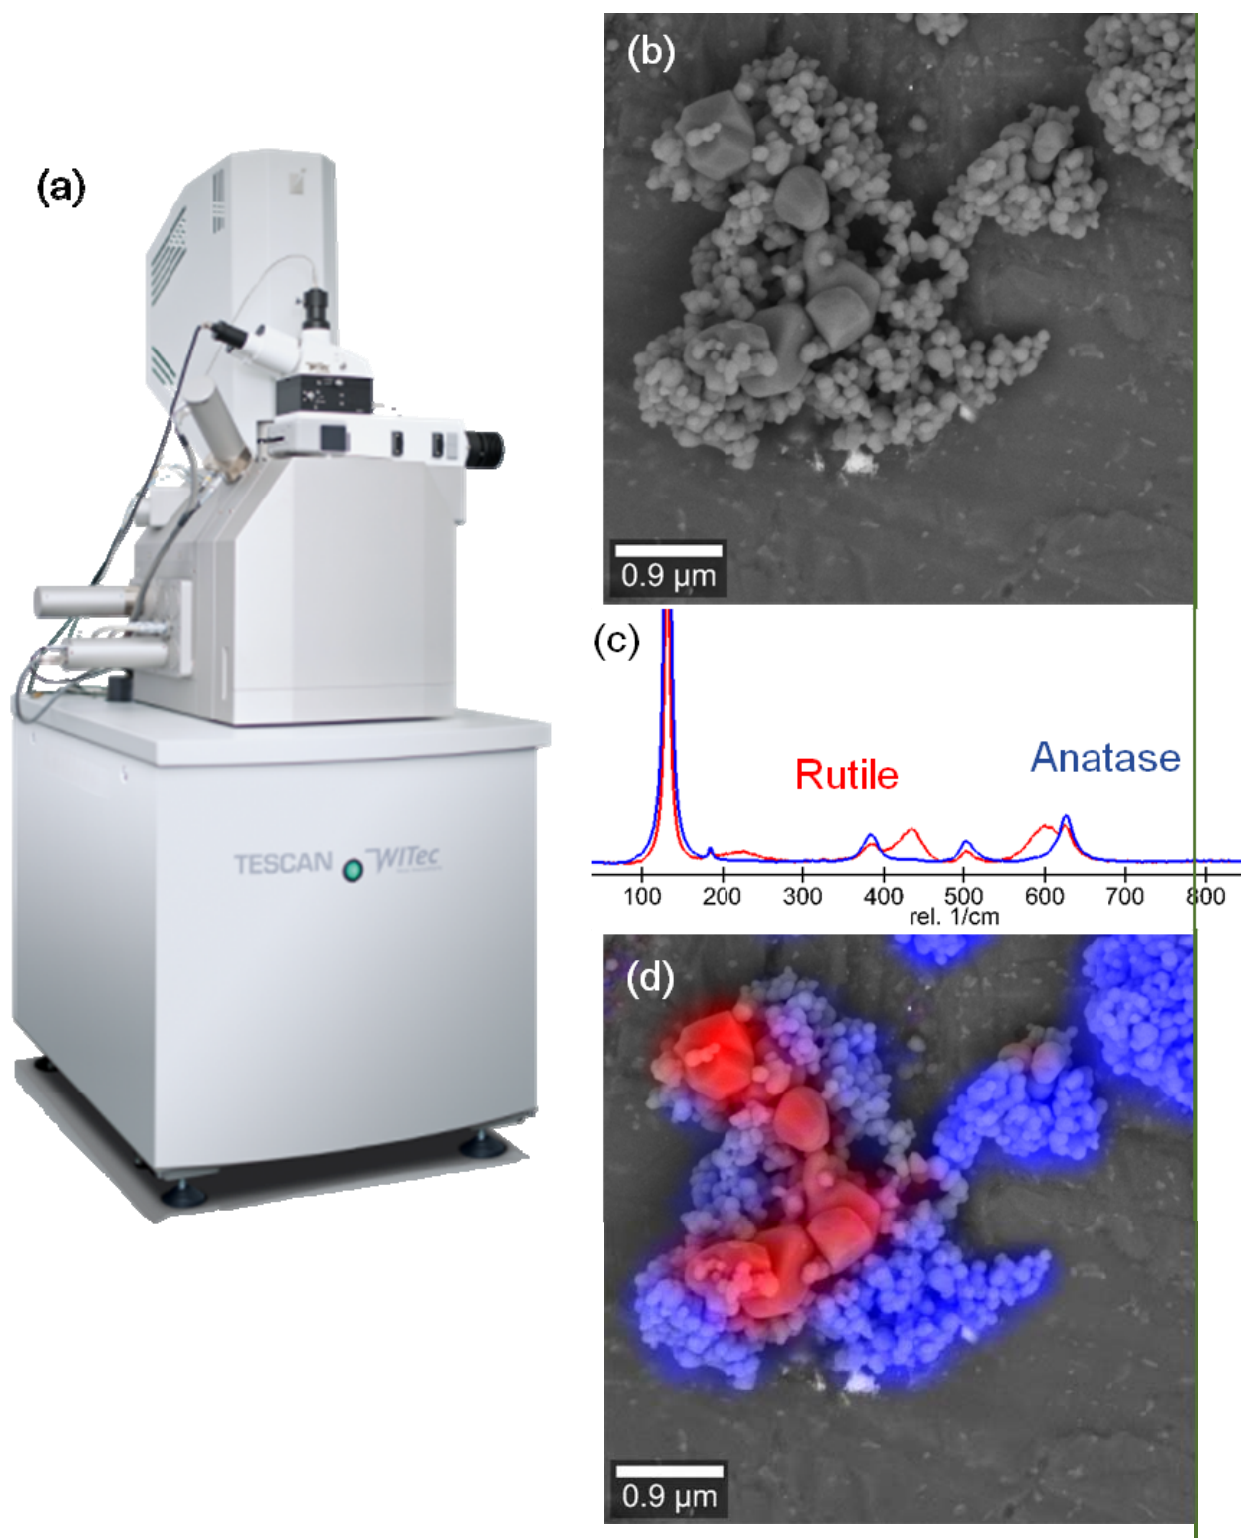 (a)
TESCAN WITec
WITec
(b)
0.9 µm
(c)
Rutile
Anatase
100 200 300 400 500 600 700 800
rel. 1/cm
(d)
0.9 µm